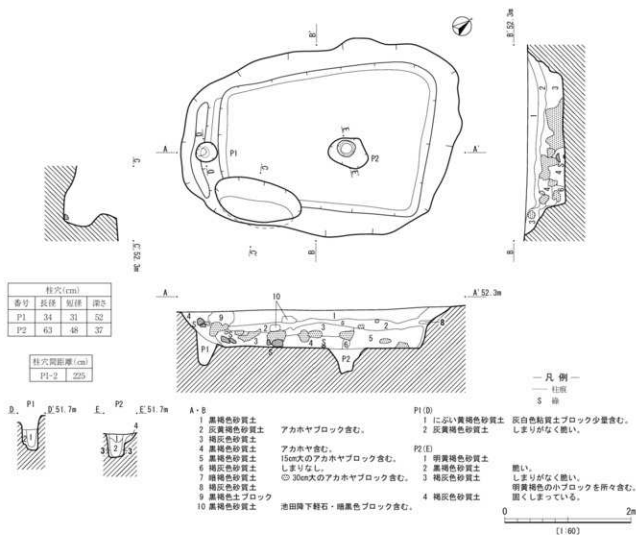 B'
B'52.3m
A
A'
P1
P2
D
D
E
E
C
C'
B
B
C
C'52.3m
柱穴(cm)
番号 長径 短径 深さ
P1 34 31 52
P2 63 48 37
柱穴間距離(cm)
P1-2 225
A
A'52.3m
10
P1
P2
P1
D D'51.7m
P2
E E'51.7m
A・B
1 黒褐色砂質土
2 灰黄褐色砂質土 アカホヤブロック含む。
3 褐灰色砂質土
4 黒褐色砂質土 アカホヤ含む。
5 黒褐色砂質土 15cm大のアカホヤブロック含む。
6 褐灰色砂質土 しまりなし。
7 暗褐色砂質土 30cm大のアカホヤブロック含む。
8 褐灰色砂質土
9 黒褐色土ブロック
10 黒褐色砂質土 池田降下軽石・暗黒色ブロック含む。
P1(D)
1 にぶい黄褐色砂質土 灰白色粘質土ブロック少量含む。
2 灰黄褐色砂質土 しまりがなく脆い。
P2(E)
1 明黄褐色砂質土
2 黒褐色砂質土 脆い。
3 褐灰色砂質土 しまりがなく脆い。
明黄褐色の小ブロックを所々含む。
4 褐灰色砂質土 固くしまっている。
― 凡例 ―
柱痕
S 礫
0 2m
(1:60)